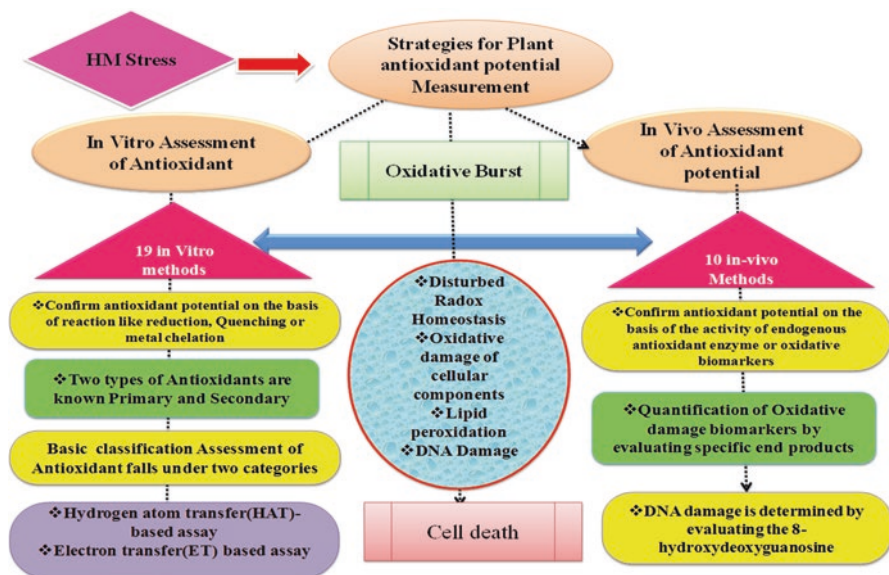 HM Stress
Strategies for Plant
antioxidant potential
Measurement
In Vitro Assessment
of Antioxidant
Oxidative Burst
In Vivo Assessment
of Antioxidant
potential
19 in Vitro
methods
❖Confirm antioxidant potential on the basis
of reaction like reduction, Quenching or
metal chelation
❖Two types of Antioxidants are
known Primary and Secondary
Basic classification Assessment of
Antioxidant falls under two categories
❖Hydrogen atom transfer(HAT)-
based assay
❖Electron transfer(ET) based assay
❖Disturbed
Radox
Homeostasis
❖Oxidative
damage of
cellular
components
❖Lipid
peroxidation
❖DNA Damage
Cell death
10 in-vivo
Methods
❖Confirm antioxidant potential on the
basis of the activity of endogenous
antioxidant enzyme or oxidative
biomarkers
❖Quantification of Oxidative
damage biomarkers by
evaluating specific end products
❖DNA damage is determined by
evaluating the 8-
hydroxydeoxyguanosine